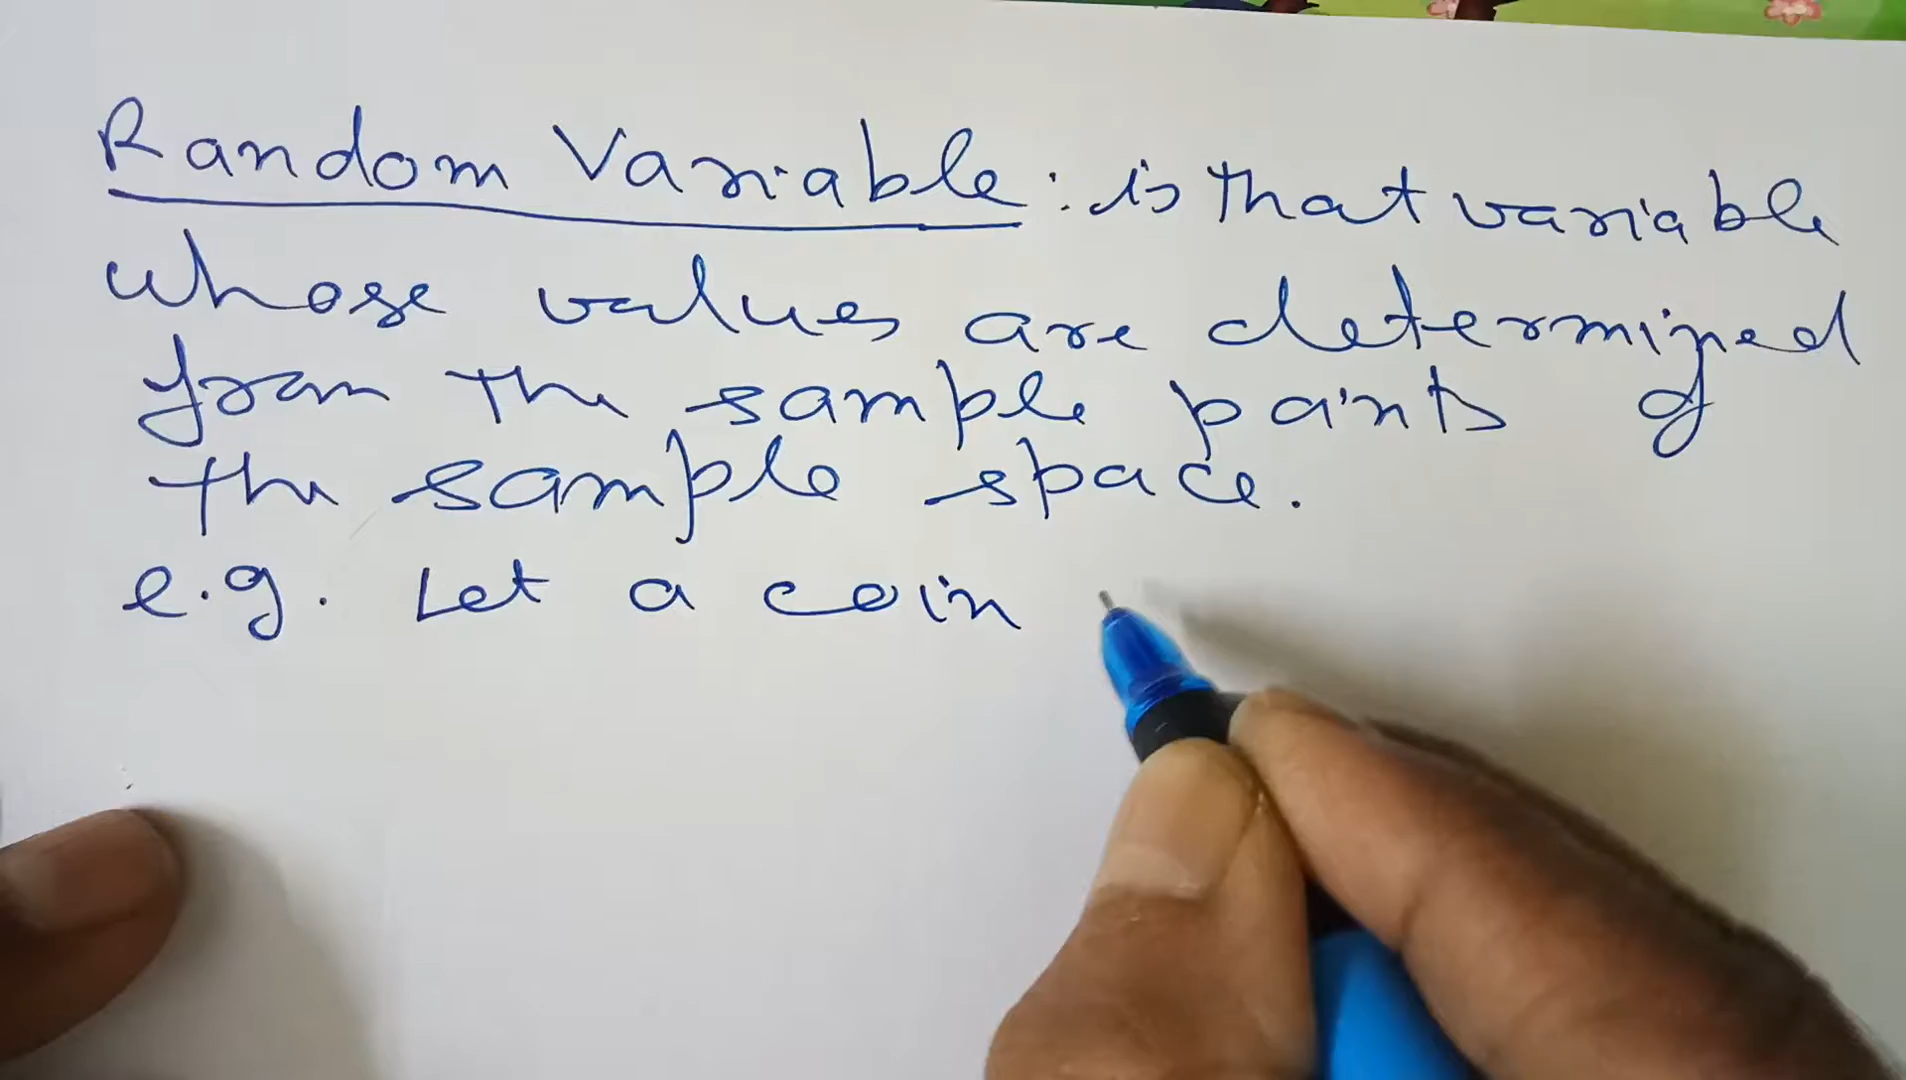 Random Variable : is that variable
whose values are determined
from the sample points of
the sample space.
e.g. Let a coin